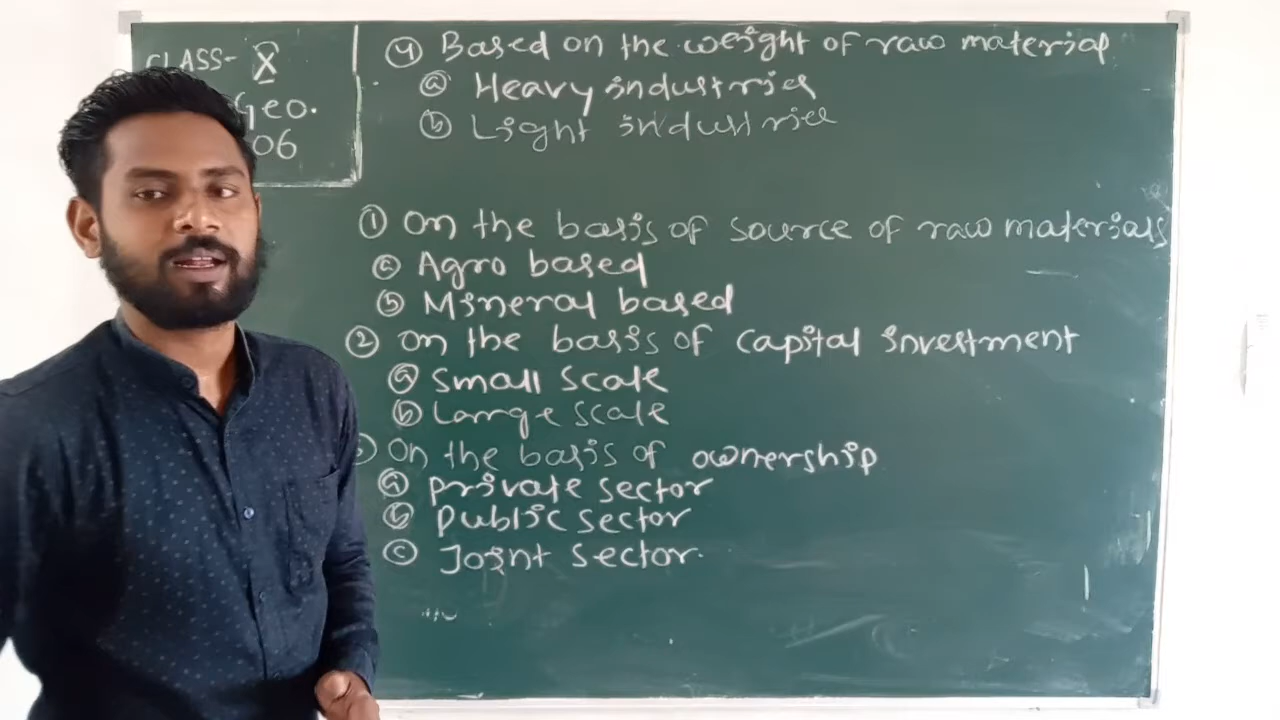 CLASS- X
Geo.
06
④ Based on the weight of raw material
ⓐ Heavy industries
ⓑ Light industries
① On the basis of source of raw materials
ⓐ Agro based
ⓑ Mineral based
② On the basis of capital investment
ⓐ Small scale
ⓑ Large scale
On the basis of ownership
ⓐ Private sector
ⓑ Public sector
ⓒ Joint sector.